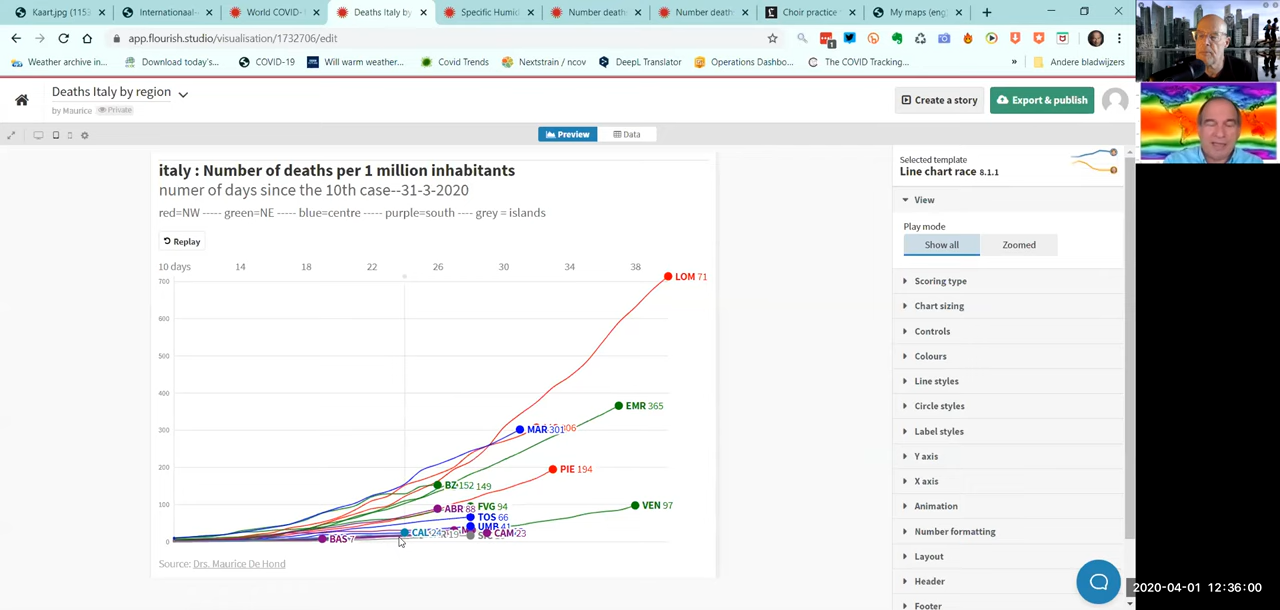 Kaart.jpg (3151×3
International-
World COVID-
Deaths Italy by
Specific Humid
Number death
Number death
Choir practice
My maps (eng
app.flourish.studio/visualisation/1732706/edit
Weather archive in...
Download today's...
COVID-19
Will warm weather...
Covid Trends
Nextstrain / ncov
DeepL Translator
Operations Dashbo...
The COVID Tracking...
»
Andere bladwijzers
Deaths Italy by region
by Maurice Private
Create a story
Export & publish
Preview
Data
italy : Number of deaths per 1 million inhabitants
numer of days since the 10th case--31-3-2020
red=NW ----- green=NE ----- blue=centre ----- purple=south ---- grey = islands
Replay
10 days 14 18 22 26 30 34 38
700
600
500
400
300
200
100
0
LOM 71
EMR 365
MAR 301
PIE 194
BZ 152 149
ABR 88
FVG 94
TOS 66
UMB 41
VEN 97
CAM 23
CAL
BAS 7
Source: Drs. Maurice De Hond
Selected template
Line chart race 8.1.1
View
Play mode
Show all
Zoomed
Scoring type
Chart sizing
Controls
Colours
Line styles
Circle styles
Label styles
Y axis
X axis
Animation
Number formatting
Layout
Header
Footer
2020-04-01 12:36:00